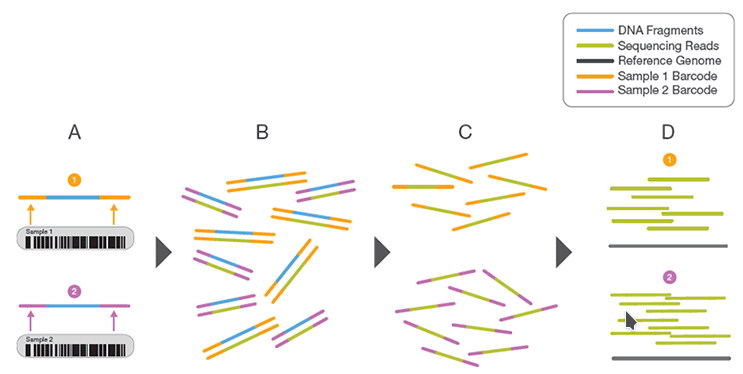 DNA Fragments
Sequencing Reads
Reference Genome
Sample 1 Barcode
Sample 2 Barcode
A
B
C
D
1
1
Sample 1
2
2
Sample 2